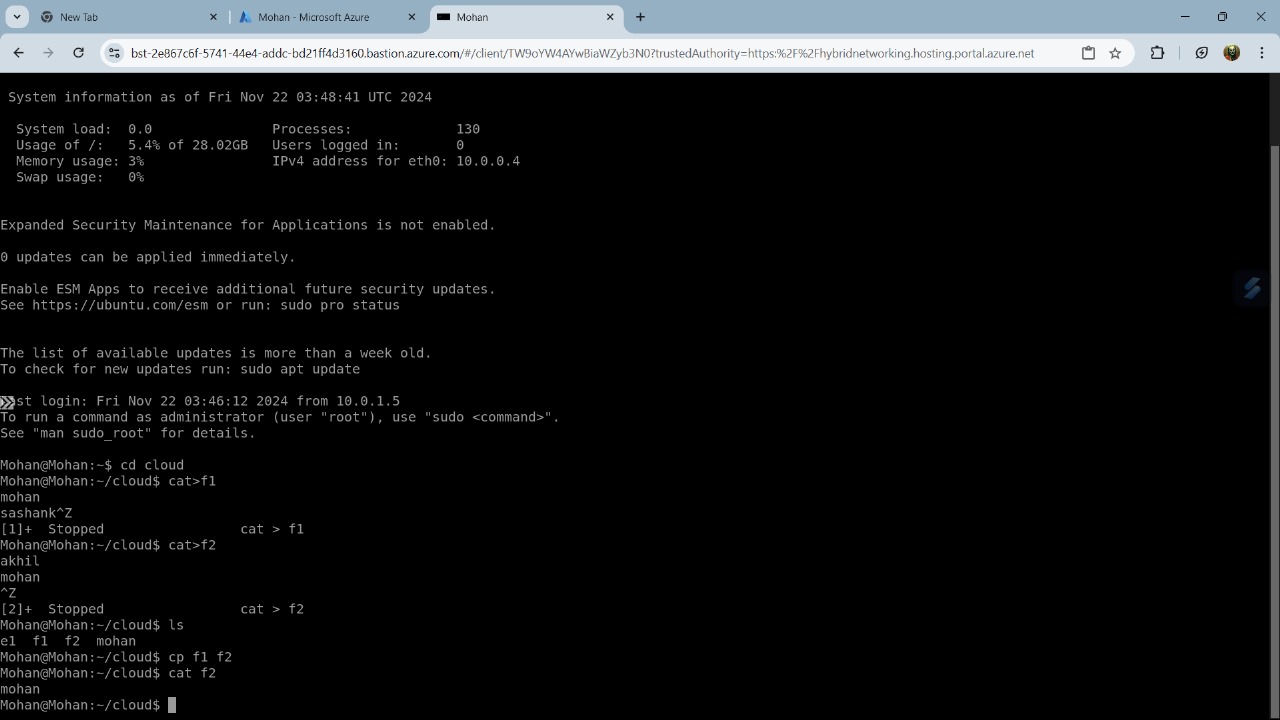 New Tab
Mohan - Microsoft Azure
Mohan
bst-2e867c6f-5741-44e4-addc-bd21ff4d3160.bastion.azure.com/#/client/TW9oYW4AYwBiaWZyb3N0?trustedAuthority=https:%2F%2Fhybridnetworking.hosting.portal.azure.net
System information as of Fri Nov 22 03:48:41 UTC 2024
System load: 0.0 Processes: 130
Usage of /: 5.4% of 28.02GB Users logged in: 0
Memory usage: 3% IPv4 address for eth0: 10.0.0.4
Swap usage: 0%
Expanded Security Maintenance for Applications is not enabled.
0 updates can be applied immediately.
Enable ESM Apps to receive additional future security updates.
See https://ubuntu.com/esm or run: sudo pro status
The list of available updates is more than a week old.
To check for new updates run: sudo apt update
st login: Fri Nov 22 03:46:12 2024 from 10.0.1.5
To run a command as administrator (user "root"), use "sudo <command>".
See "man sudo_root" for details.
Mohan@Mohan:~$ cd cloud
Mohan@Mohan:~/cloud$ cat>f1
mohan
sashank^Z
[1]+ Stopped cat > f1
Mohan@Mohan:~/cloud$ cat>f2
akhil
mohan
^Z
[2]+ Stopped cat > f2
Mohan@Mohan:~/cloud$ ls
e1 f1 f2 mohan
Mohan@Mohan:~/cloud$ cp f1 f2
Mohan@Mohan:~/cloud$ cat f2
mohan
Mohan@Mohan:~/cloud$